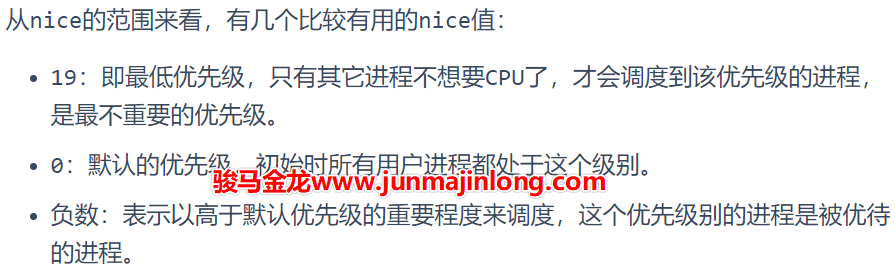 从nice的范围来看，有几个比较有用的nice值：
• 19：即最低优先级，只有其它进程不想要CPU了，才会调度到该优先级的进程，
是最不重要的优先级。
• 0：默认的优先级，初始时所有用户进程都处于这个级别。
骏马金龙www.junmajinlong.com
• 负数：表示以高于默认优先级的重要程度来调度，这个优先级别的进程是被优待
的进程。